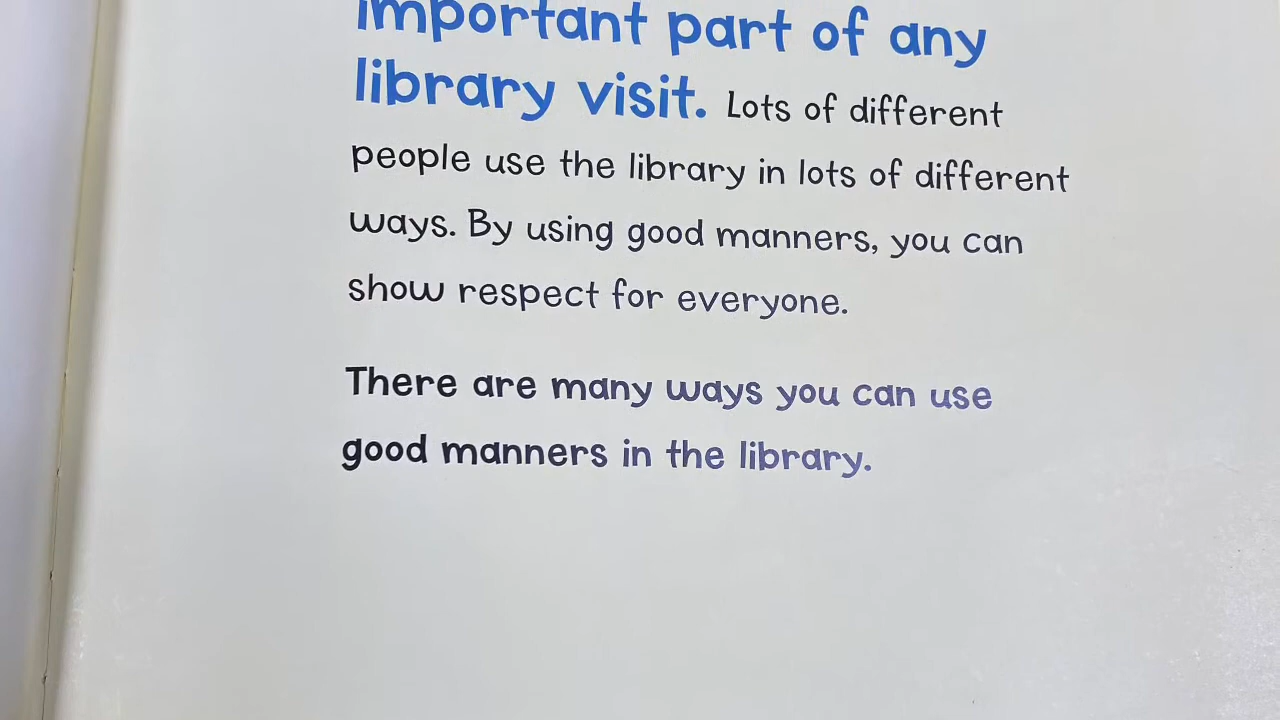 important part of any
library visit. Lots of different
people use the library in lots of different
ways. By using good manners, you can
show respect for everyone.
There are many ways you can use
good manners in the library.